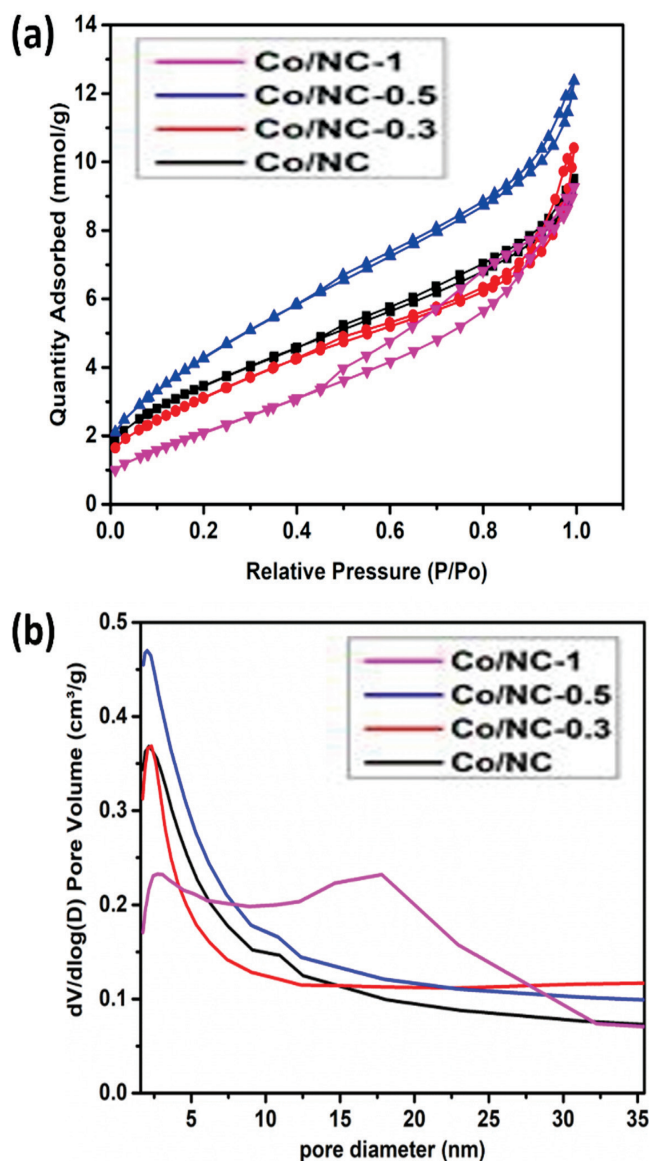 (a)
Co/NC-1
Co/NC-0.5
Co/NC-0.3
Co/NC
Quantity Adsorbed (mmol/g)
14
12
10
8
6
4
2
0
0.0 0.2 0.4 0.6 0.8 1.0
Relative Pressure (P/Po)
(b)
Co/NC-1
Co/NC-0.5
Co/NC-0.3
Co/NC
dV/dlog(D) Pore Volume (cm³/g)
0.5
0.4
0.3
0.2
0.1
0.0
5 10 15 20 25 30 35
pore diameter (nm)